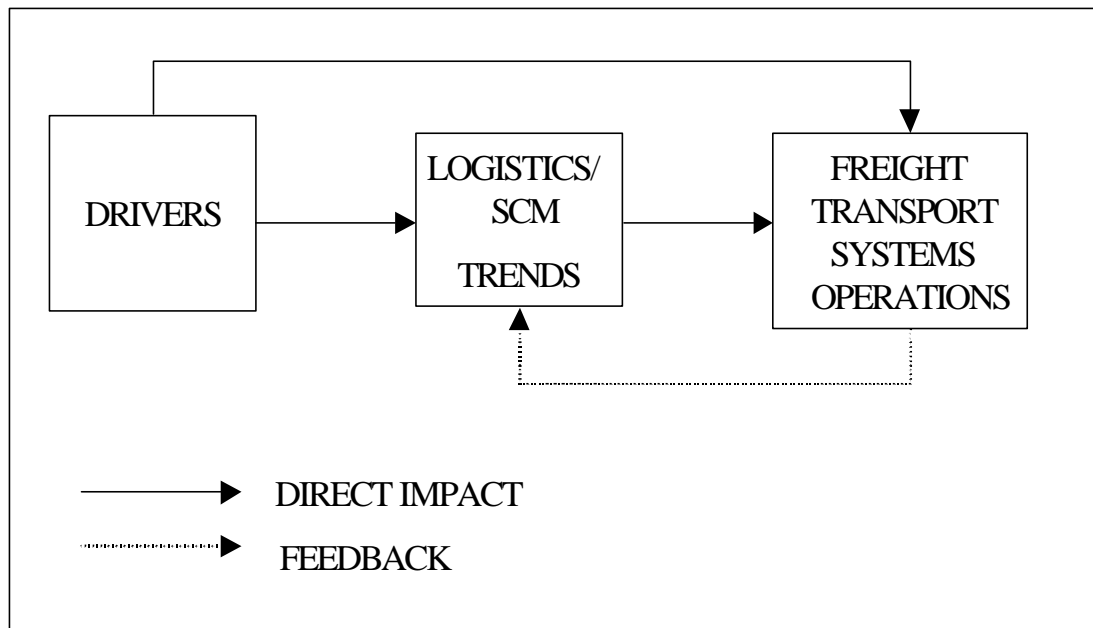 DRIVERS
LOGISTICS/
SCM
TRENDS
FREIGHT
TRANSPORT
SYSTEMS
OPERATIONS
DIRECT IMPACT
FEEDBACK